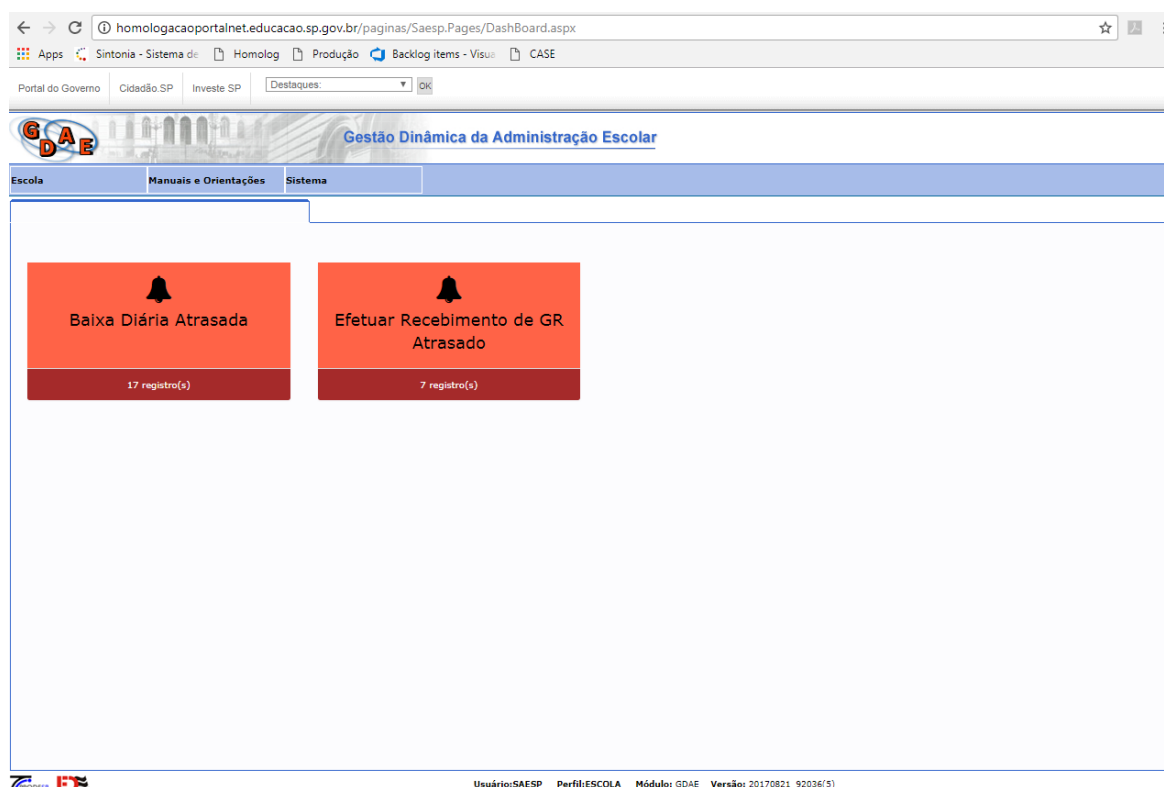 homologacaoportalnet.educacao.sp.gov.br/paginas/Saesp.Pages/DashBoard.aspx
Apps Sintonia - Sistema de Homolog Produção Backlog items - Visua CASE
Portal do Governo Cidadão.SP Investe SP Destaques: OK
GDAE Gestão Dinâmica da Administração Escolar
Escola Manuais e Orientações Sistema
Baixa Diária Atrasada
17 registro(s)
Efetuar Recebimento de GR
Atrasado
7 registro(s)
Usuário:SAESP Perfil:ESCOLA Módulo: GDAE Versão: 20170821_92036(5)